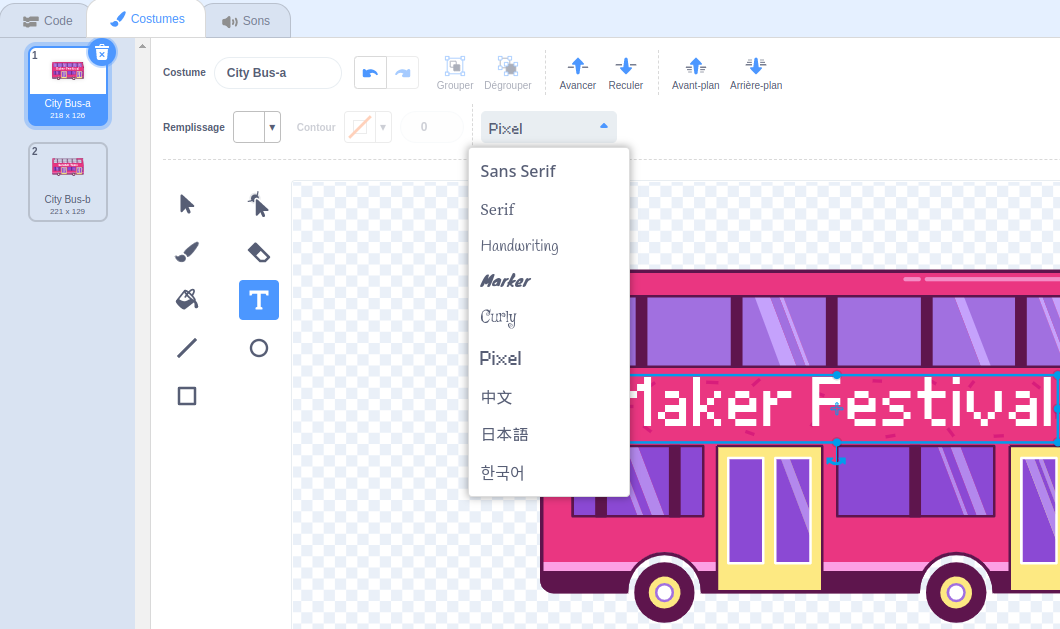 Code
Costumes
Sons
1
City Bus-a
218 x 126
2
City Bus-b
221 x 129
Costume
City Bus-a
Grouper
Dégrouper
Avancer
Reculer
Avant-plan
Arrière-plan
Remplissage
Contour
0
Pixel
Sans Serif
Serif
Handwriting
Marker
Curly
Pixel
中文
日本語
한국어
T
Maker Festival